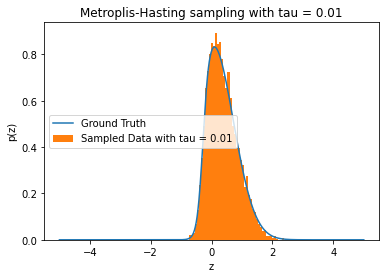 Metroplis-Hasting sampling with tau = 0.01
p(z)
0.8
0.6
0.4
0.2
0.0
Ground Truth
Sampled Data with tau = 0.01
−4 −2 0 2 4
z